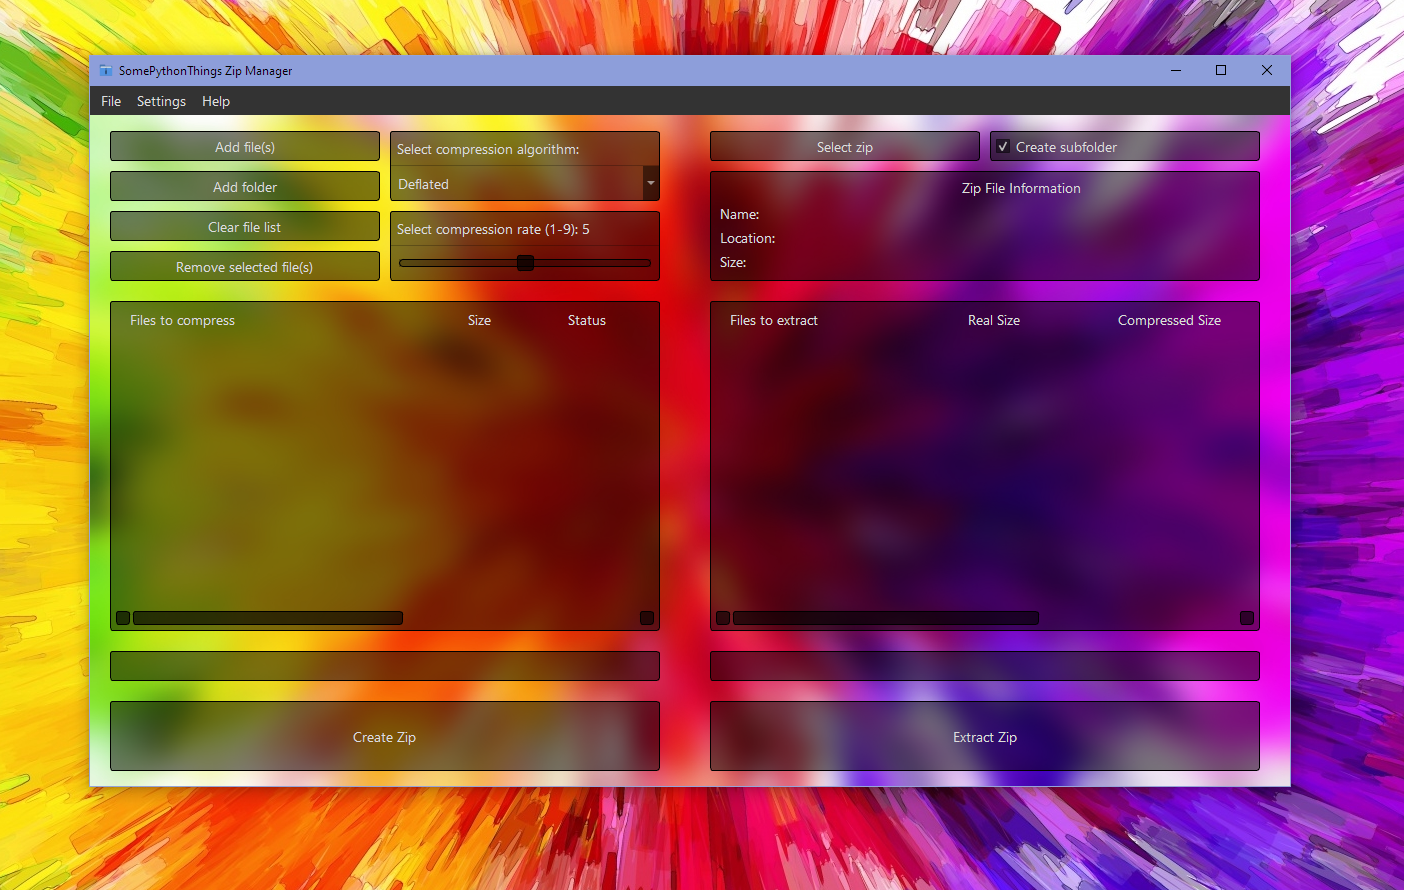 SomePythonThings Zip Manager
File Settings Help
Add file(s)
Add folder
Clear file list
Remove selected file(s)
Select compression algorithm:
Deflated
Select compression rate (1-9): 5
Files to compress Size Status
Create Zip
Select zip
Create subfolder
Zip File Information
Name:
Location:
Size:
Files to extract Real Size Compressed Size
Extract Zip